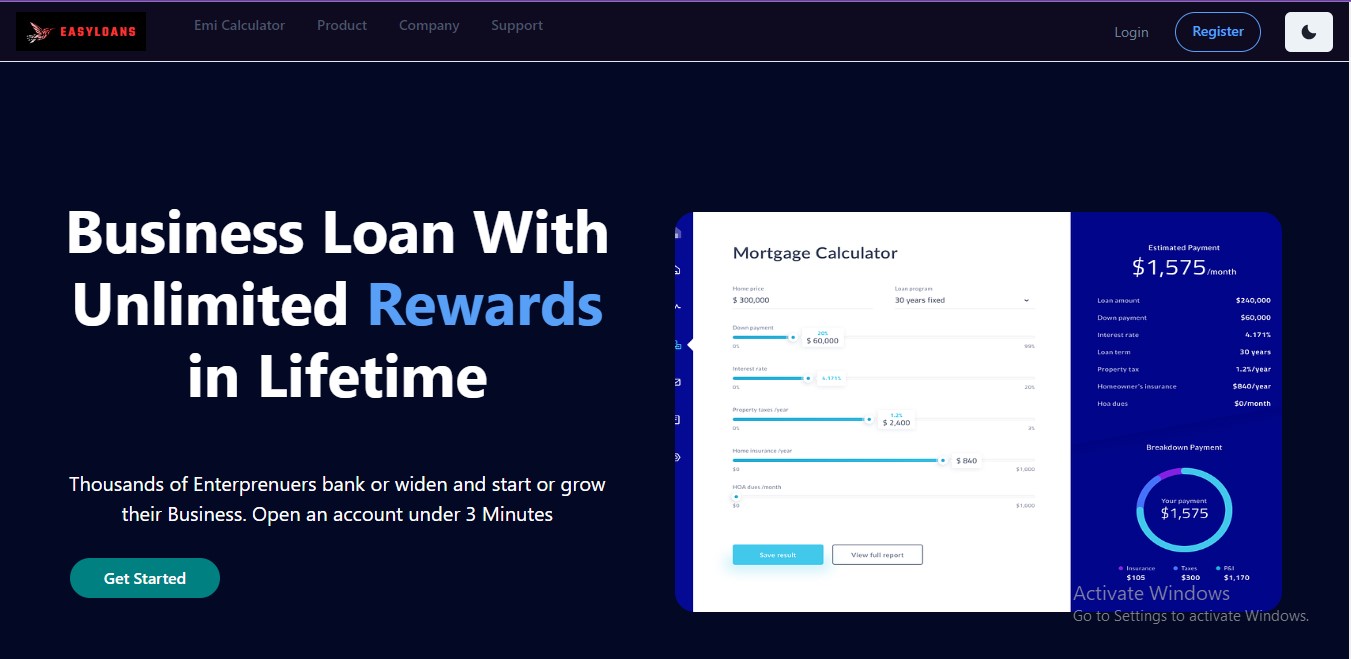 EASYLOANS
Emi Calculator
Product
Company
Support
Login
Register
Business Loan With
Unlimited Rewards
in Lifetime
Thousands of Enterprenuers bank or widen and start or grow
their Business. Open an account under 3 Minutes
Get Started
Mortgage Calculator
Home price
$ 300,000
Loan program
30 years fixed
Down payment
20%
$ 60,000
0%
99%
Interest rate
4.171%
0%
20%
Property taxes /year
1.2%
$ 2,400
0%
3%
Home insurance /year
$ 840
$0
$1,000
HOA dues /month
$0
$1,000
Save result
View full report
Estimated Payment
$1,575/month
Loan amount $240,000
Down payment $60,000
Interest rate 4.171%
Loan term 30 years
Property tax 1.2%/year
Homeowner's insurance $840/year
Hoa dues $0/month
Breakdown Payment
Your payment
$1,575
Insurance
$105
Taxes
$300
P&I
$1,170
Activate Windows
Go to Settings to activate Windows.